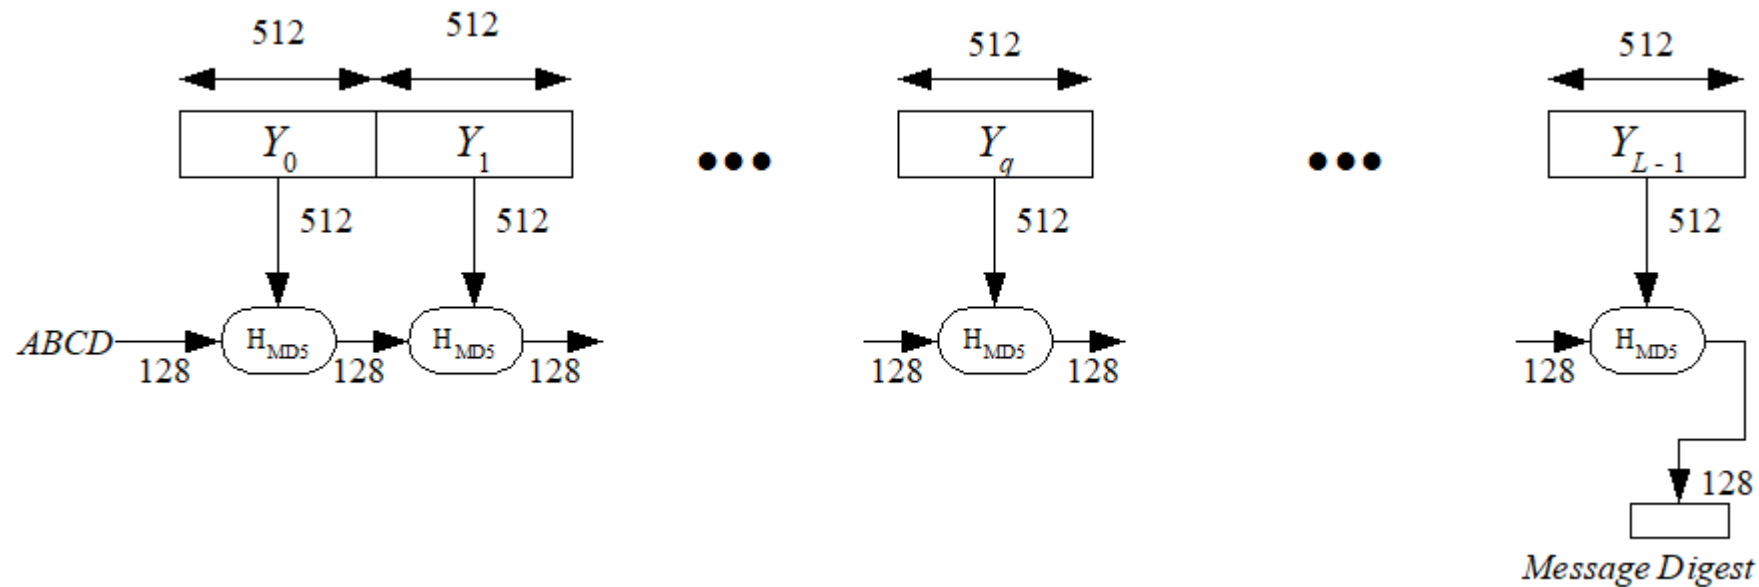 512 512 512 512
Y0 Y1 ••• Yq ••• YL - 1
512 512 512 512
ABCD HMD5 HMD5 HMD5 HMD5
128 128 128 128 128 128
128
Message Digest